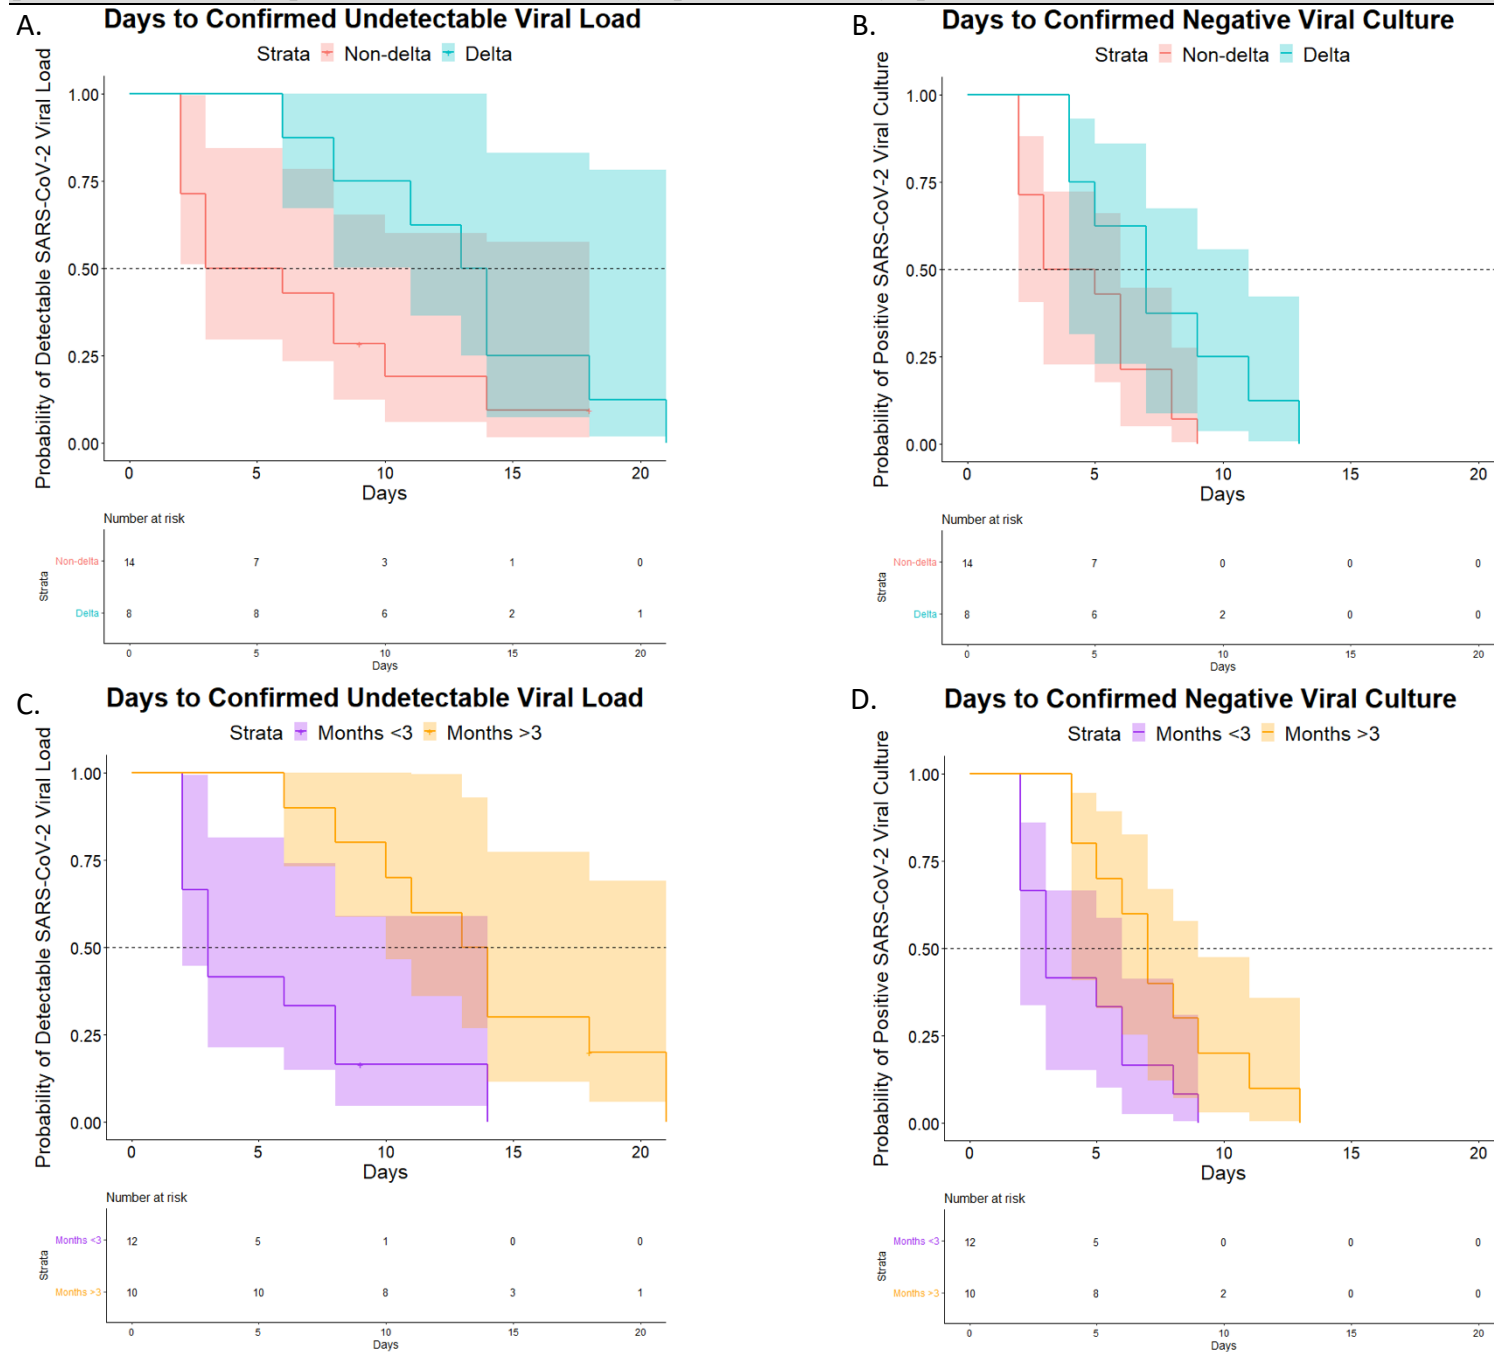 A.
Days to Confirmed Undetectable Viral Load
Strata Non-delta Delta
Probability of Detectable SARS-CoV-2 Viral Load
1.00
0.75
0.50
0.25
0.00
0 5 10 15 20
Days
Number at risk
Strata
Non-delta 14 7 3 1 0
Delta 8 8 6 2 1
0 5 10 15 20
Days
B.
Days to Confirmed Negative Viral Culture
Strata Non-delta Delta
Probability of Positive SARS-CoV-2 Viral Culture
1.00
0.75
0.50
0.25
0.00
0 5 10 15 20
Days
Number at risk
Strata
Non-delta 14 7 0 0 0
Delta 8 6 2 0 0
0 5 10 15 20
Days
C.
Days to Confirmed Undetectable Viral Load
Strata Months <3 Months >3
Probability of Detectable SARS-CoV-2 Viral Load
1.00
0.75
0.50
0.25
0.00
0 5 10 15 20
Days
Number at risk
Strata
Months <3 12 5 1 0 0
Months >3 10 10 8 3 1
0 5 10 15 20
Days
D.
Days to Confirmed Negative Viral Culture
Strata Months <3 Months >3
Probability of Positive SARS-CoV-2 Viral Culture
1.00
0.75
0.50
0.25
0.00
0 5 10 15 20
Days
Number at risk
Strata
Months <3 12 5 0 0 0
Months >3 10 8 2 0 0
0 5 10 15 20
Days